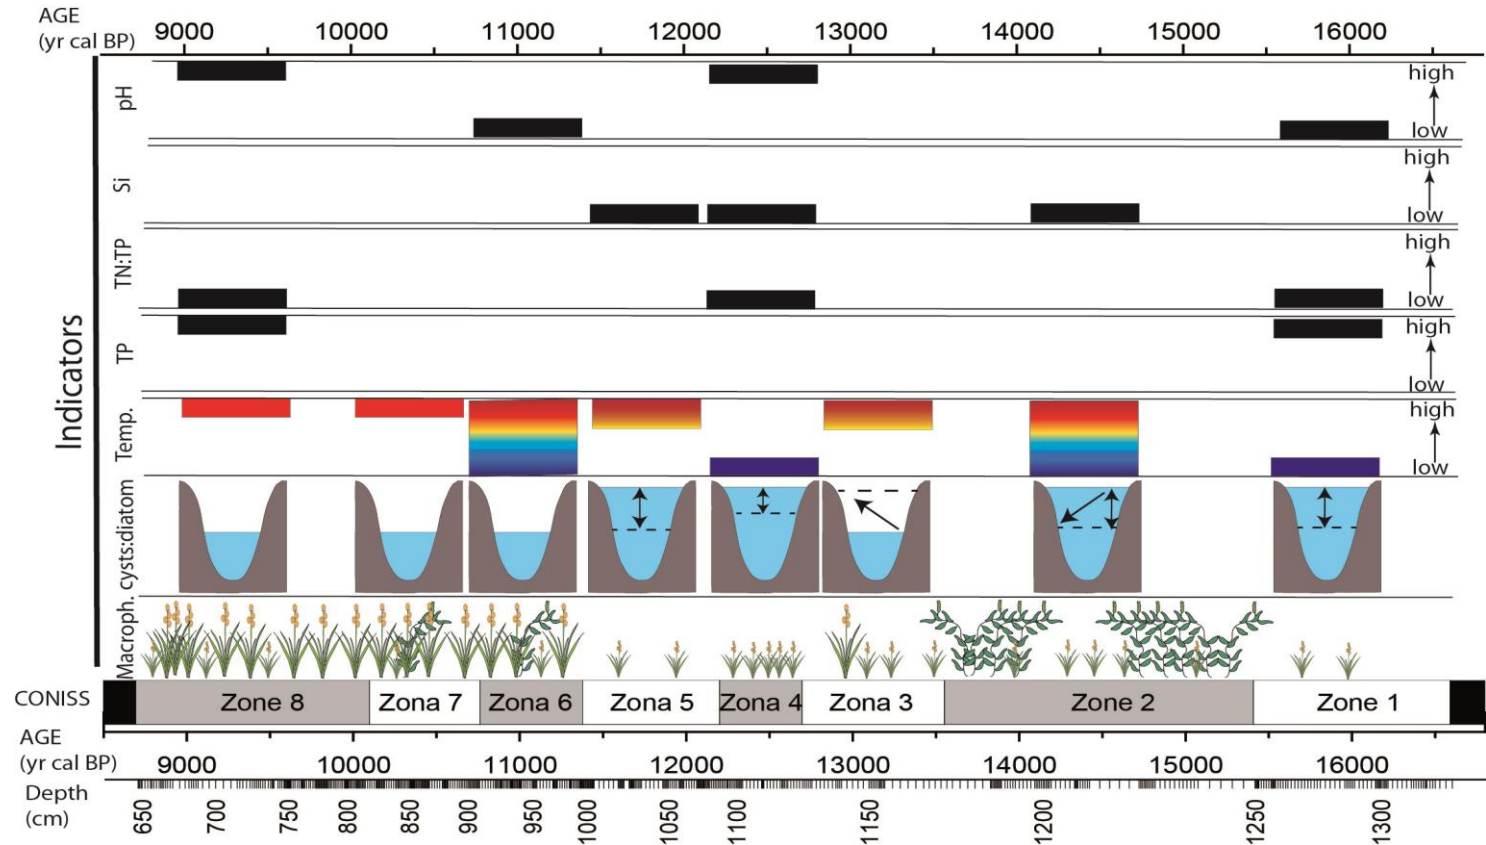 AGE
(yr cal BP)
9000 10000 11000 12000 13000 14000 15000 16000
Indicators
pH
high
low
Si
high
low
TN:TP
high
low
TP
high
low
Temp.
high
low
cysts:diatom
Macroph.
CONISS
Zone 8 Zona 7 Zona 6 Zona 5 Zona 4 Zona 3 Zone 2 Zone 1
AGE
(yr cal BP)
9000 10000 11000 12000 13000 14000 15000 16000
Depth
(cm)
650 700 750 800 850 900 950 1000 1050 1100 1150 1200 1250 1300